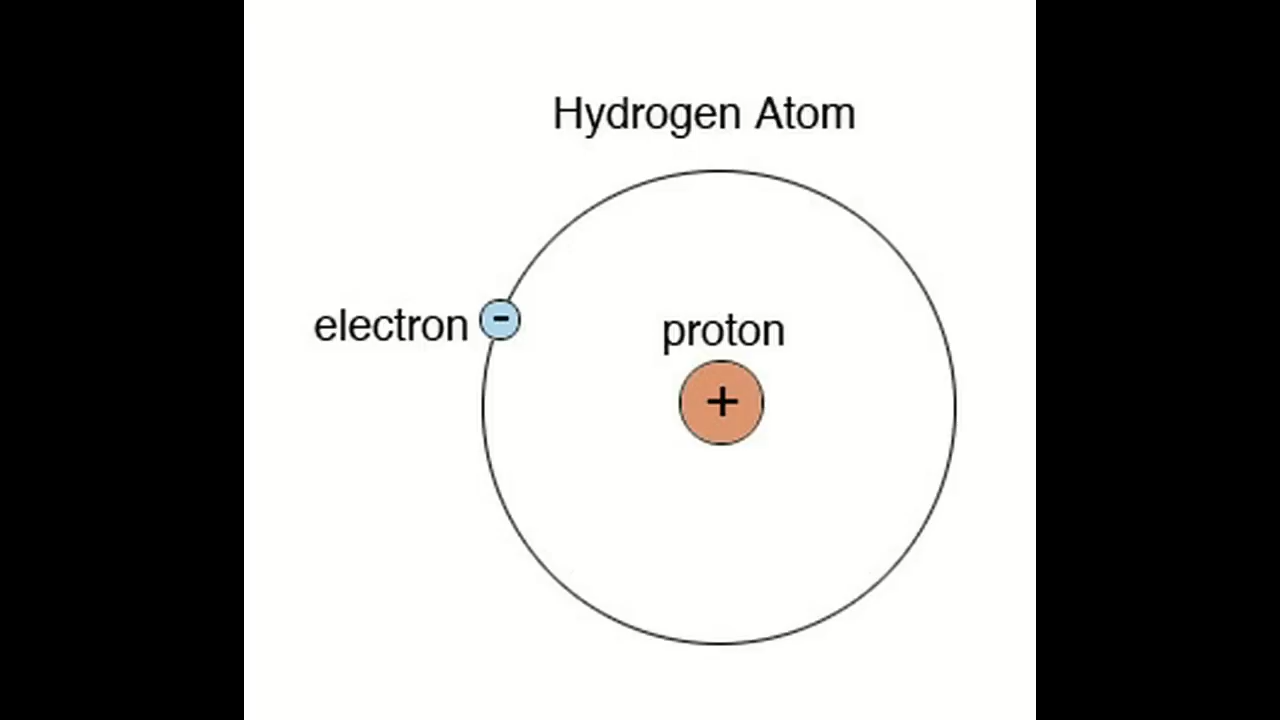 Hydrogen Atom
electron
-
proton
+